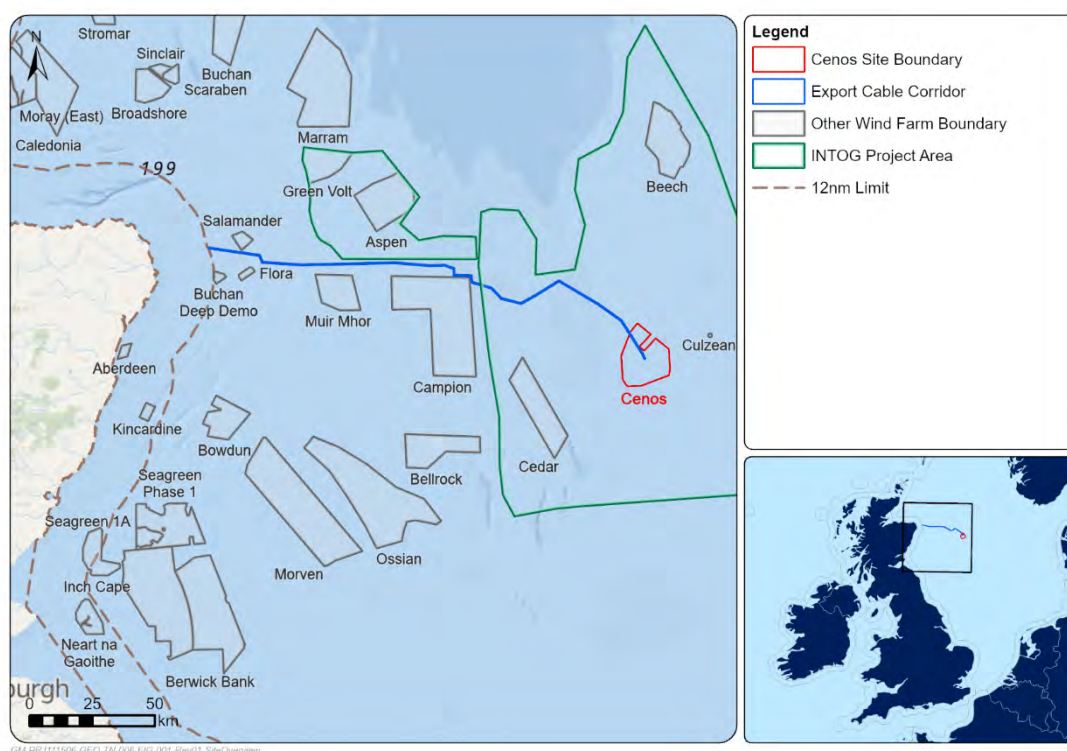 Stromar
N
Sinclair
Buchan
Scaraben
Broadshore
Moray (East)
Caledonia
Marram
199
Beech
Green Volt
Salamander
Aspen
Flora
Buchan
Deep Demo
Muir Mhor
Culzean
Aberdeen
Campion
Cenos
Kincardine
Bowdun
Bellrock
Cedar
Seagreen
Phase 1
Seagreen 1A
Ossian
Morven
Inch Cape
Neart na
Gaoithe
Berwick Bank
burgh
0 25 50
km
Legend
Cenos Site Boundary
Export Cable Corridor
Other Wind Farm Boundary
INTOG Project Area
12nm Limit